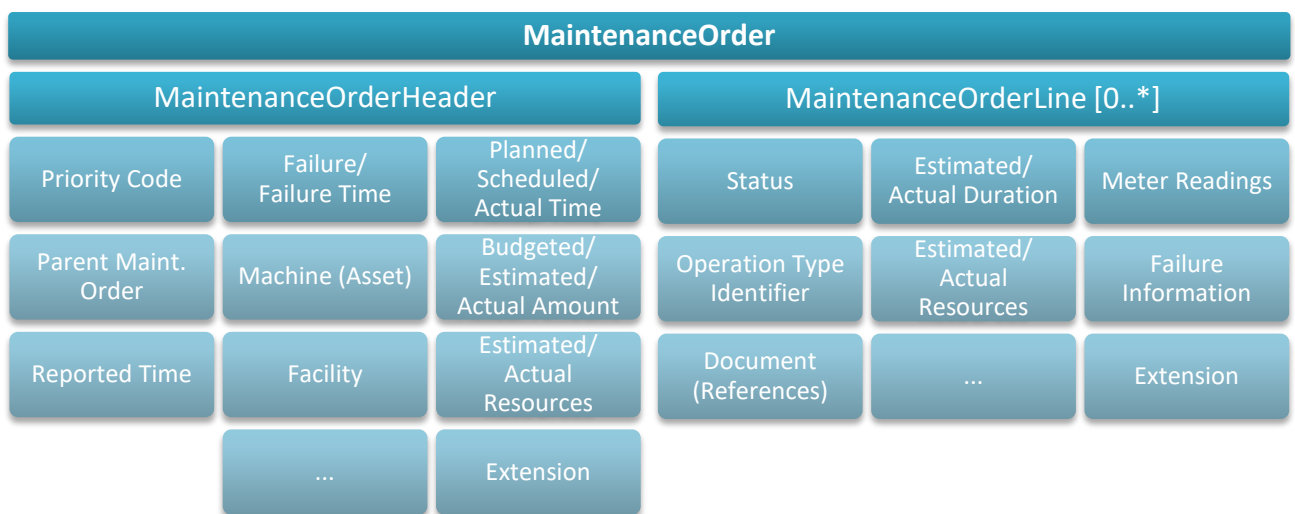 MaintenanceOrder
MaintenanceOrderHeader
MaintenanceOrderLine [0..*]
Priority Code
Failure/
Failure Time
Planned/
Scheduled/
Actual Time
Status
Estimated/
Actual Duration
Meter Readings
Parent Maint.
Order
Machine (Asset)
Budgeted/
Estimated/
Actual Amount
Operation Type
Identifier
Estimated/
Actual
Resources
Failure
Information
Reported Time
Facility
Estimated/
Actual
Resources
Document
(References)
...
Extension
...
Extension